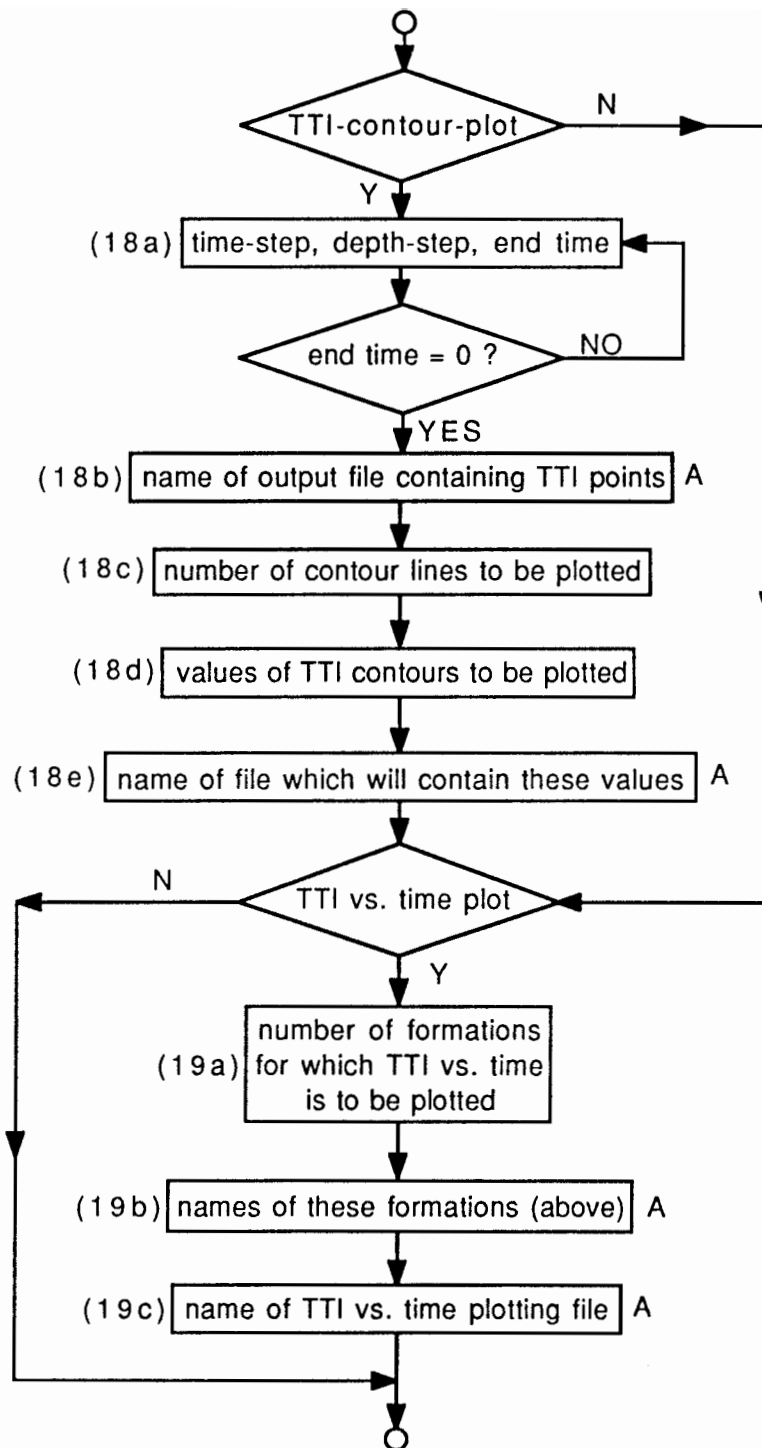 TTI-contour-plot
N
Y
(18a) time-step, depth-step, end time
end time = 0 ?
NO
YES
(18b) name of output file containing TTI points A
(18c) number of contour lines to be plotted
(18d) values of TTI contours to be plotted
(18e) name of file which will contain these values A
N
TTI vs. time plot
Y
number of formations
(19a) for which TTI vs. time
is to be plotted
(19b) names of these formations (above) A
(19c) name of TTI vs. time plotting file A